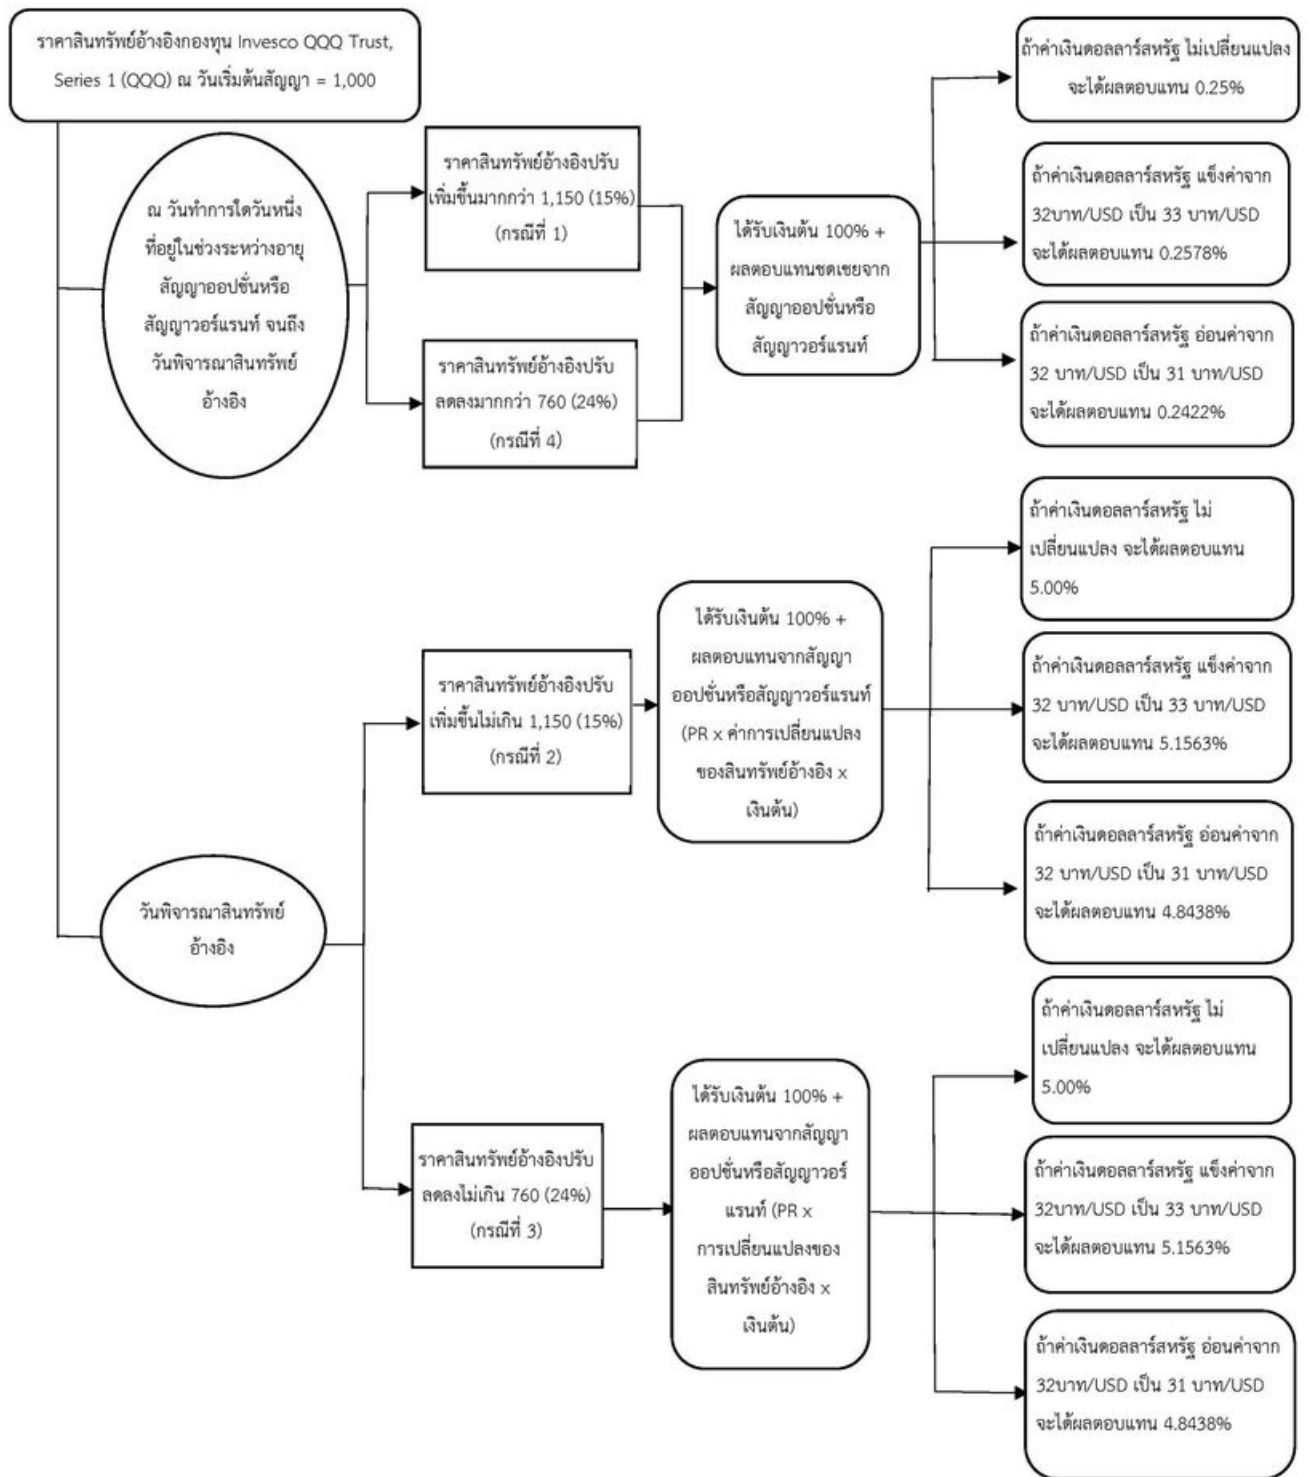 ราคาสินทรัพย์อ้างอิงกองทุน Invesco QQQ Trust,
Series 1 (QQQ) ณ วันเริ่มต้นสัญญา = 1,000
ณ วันทำการใดวันหนึ่ง
ที่อยู่ในช่วงระหว่างอายุ
สัญญาออปชั่นหรือ
สัญญาวอร์แรนท์ จนถึง
วันพิจารณาสินทรัพย์
อ้างอิง
ราคาสินทรัพย์อ้างอิงปรับ
เพิ่มขึ้นมากกว่า 1,150 (15%)
(กรณีที่ 1)
ราคาสินทรัพย์อ้างอิงปรับ
ลดลงมากกว่า 760 (24%)
(กรณีที่ 4)
ได้รับเงินต้น 100% +
ผลตอบแทนชดเชยจาก
สัญญาออปชั่นหรือ
สัญญาวอร์แรนท์
ถ้าค่าเงินดอลลาร์สหรัฐ ไม่เปลี่ยนแปลง
จะได้ผลตอบแทน 0.25%
ถ้าค่าเงินดอลลาร์สหรัฐ แข็งค่าจาก
32บาท/USD เป็น 33 บาท/USD
จะได้ผลตอบแทน 0.2578%
ถ้าค่าเงินดอลลาร์สหรัฐ อ่อนค่าจาก
32 บาท/USD เป็น 31 บาท/USD
จะได้ผลตอบแทน 0.2422%
วันพิจารณาสินทรัพย์
อ้างอิง
ราคาสินทรัพย์อ้างอิงปรับ
เพิ่มขึ้นไม่เกิน 1,150 (15%)
(กรณีที่ 2)
ได้รับเงินต้น 100% +
ผลตอบแทนจากสัญญา
ออปชั่นหรือสัญญาวอร์แรนท์
(PR x ค่าการเปลี่ยนแปลง
ของสินทรัพย์อ้างอิง x
เงินต้น)
ถ้าค่าเงินดอลลาร์สหรัฐ ไม่
เปลี่ยนแปลง จะได้ผลตอบแทน
5.00%
ถ้าค่าเงินดอลลาร์สหรัฐ แข็งค่าจาก
32 บาท/USD เป็น 33 บาท/USD
จะได้ผลตอบแทน 5.1563%
ถ้าค่าเงินดอลลาร์สหรัฐ อ่อนค่าจาก
32 บาท/USD เป็น 31 บาท/USD
จะได้ผลตอบแทน 4.8438%
ราคาสินทรัพย์อ้างอิงปรับ
ลดลงไม่เกิน 760 (24%)
(กรณีที่ 3)
ได้รับเงินต้น 100% +
ผลตอบแทนจากสัญญา
ออปชั่นหรือสัญญาวอร์
แรนท์ (PR x
การเปลี่ยนแปลงของ
สินทรัพย์อ้างอิง x
เงินต้น)
ถ้าค่าเงินดอลลาร์สหรัฐ ไม่
เปลี่ยนแปลง จะได้ผลตอบแทน
5.00%
ถ้าค่าเงินดอลลาร์สหรัฐ แข็งค่าจาก
32บาท/USD เป็น 33 บาท/USD
จะได้ผลตอบแทน 5.1563%
ถ้าค่าเงินดอลลาร์สหรัฐ อ่อนค่าจาก
32บาท/USD เป็น 31 บาท/USD
จะได้ผลตอบแทน 4.8438%